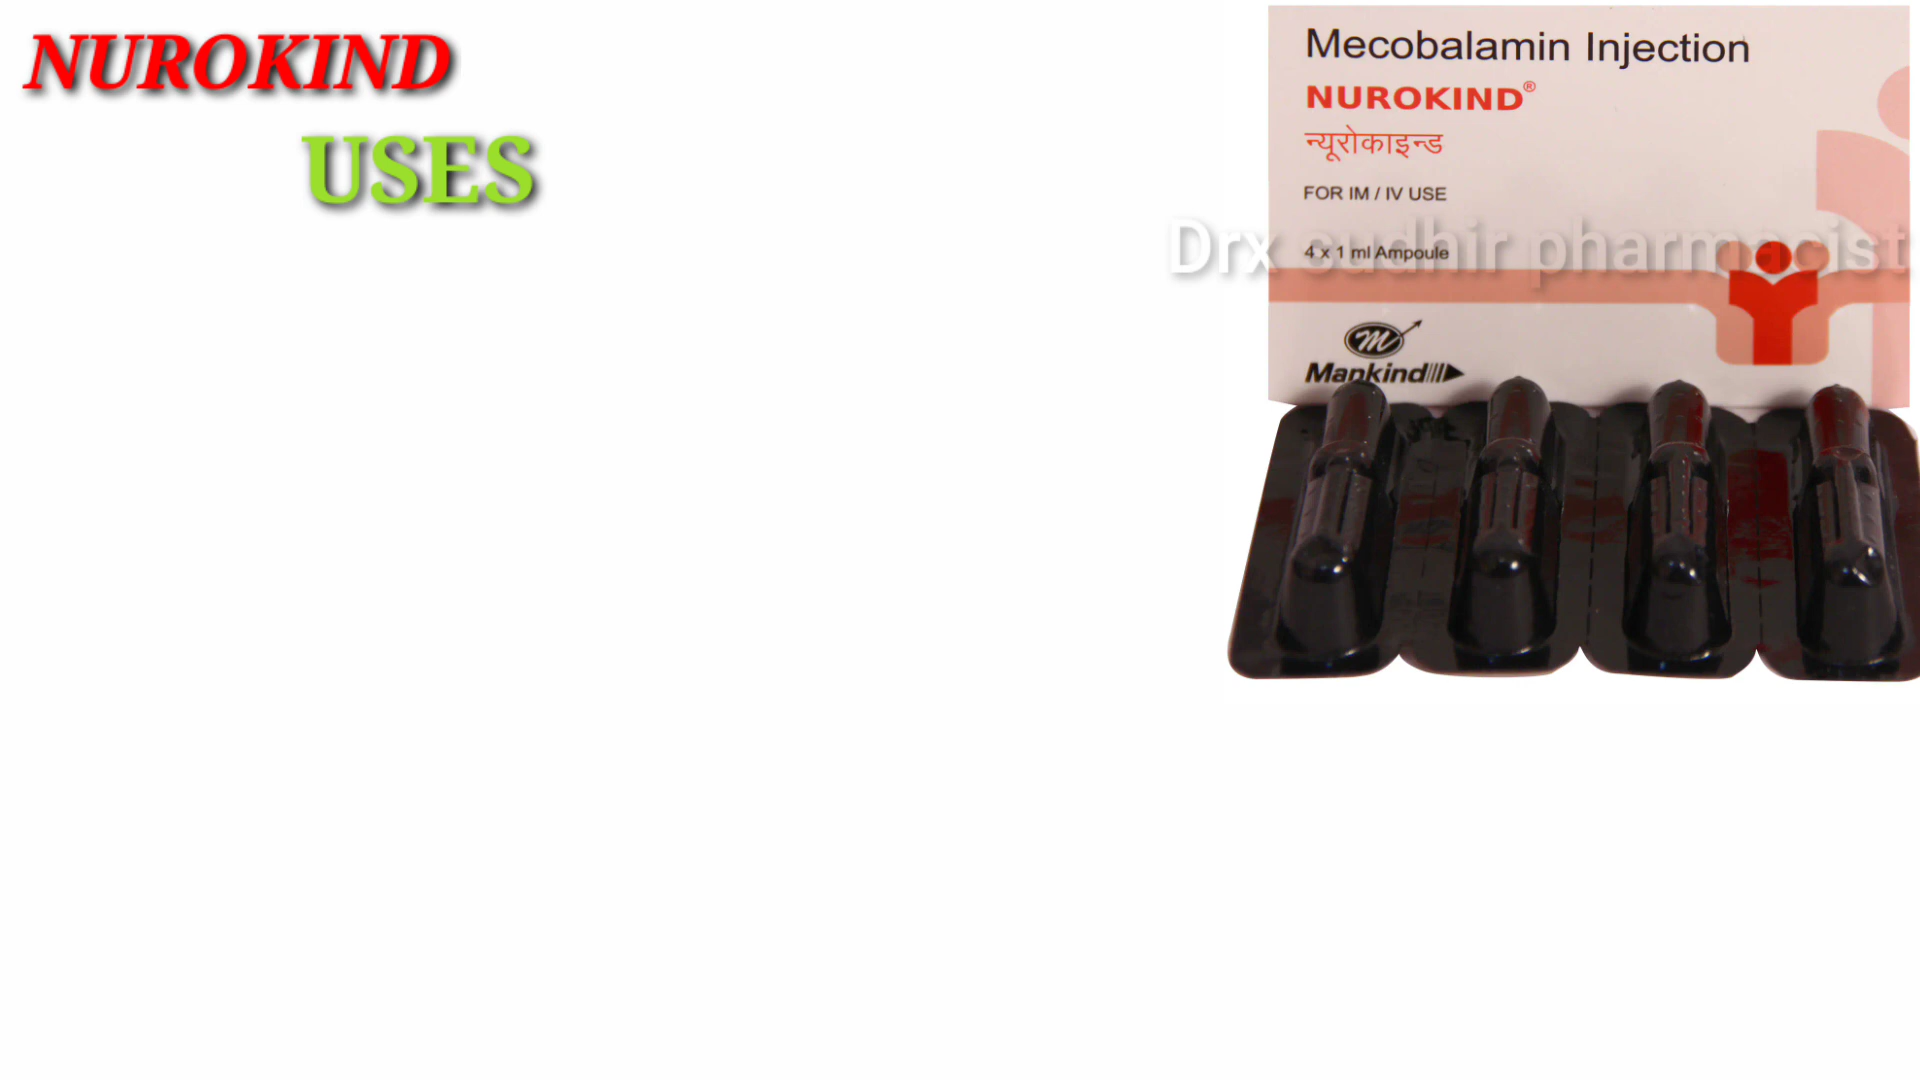 NUROKIND
USES
Mecobalamin Injection
NUROKIND®
न्यूरोकाइन्ड
FOR IM / IV USE
Drx sudhir pharmacist
4 x 1 ml Ampoule
Mankind